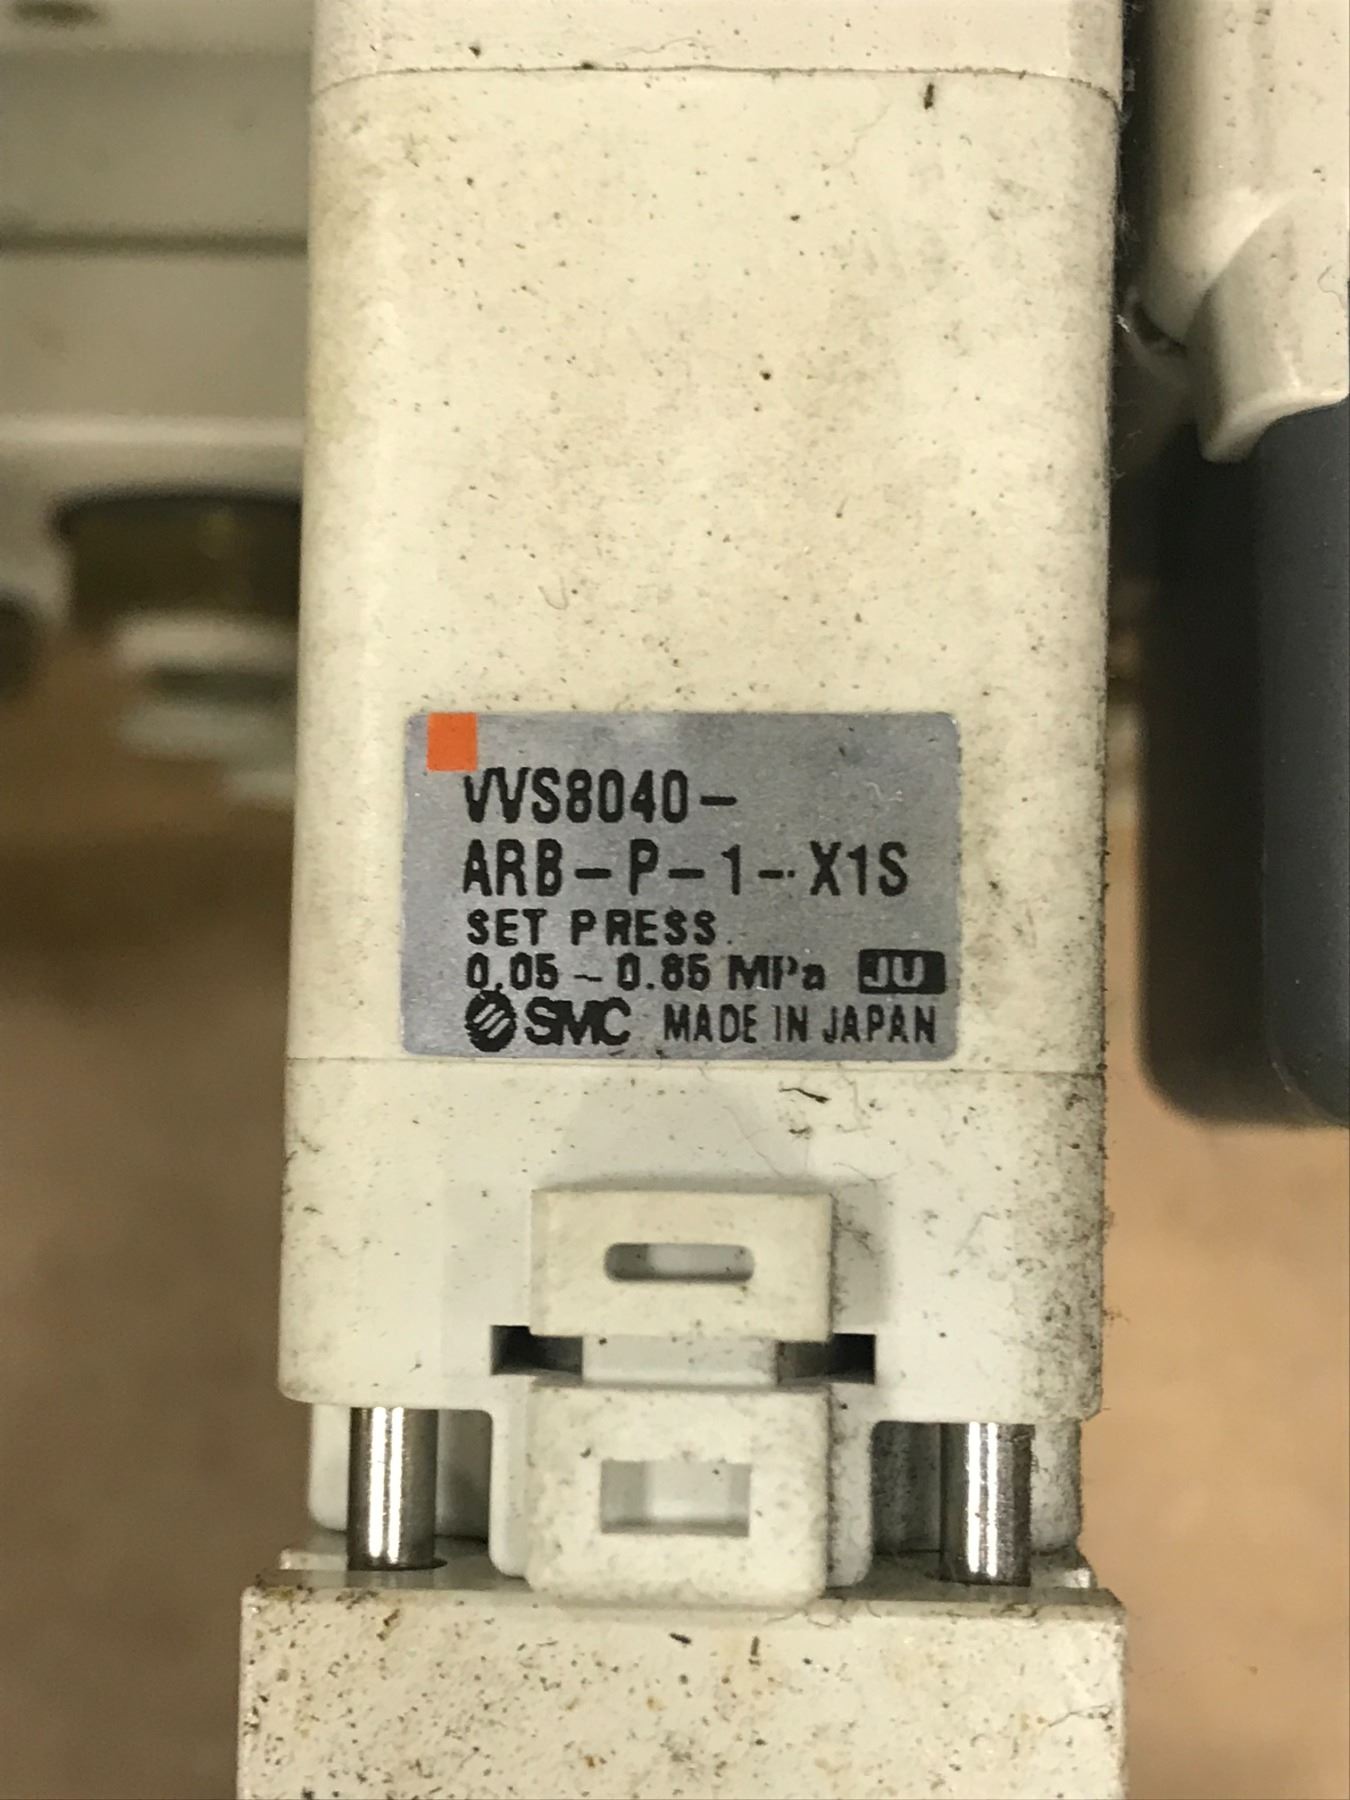 VVS8040-
ARB-P-1-X1S
SET PRESS.
0.05~0.85 MPa JU
SMC MADE IN JAPAN